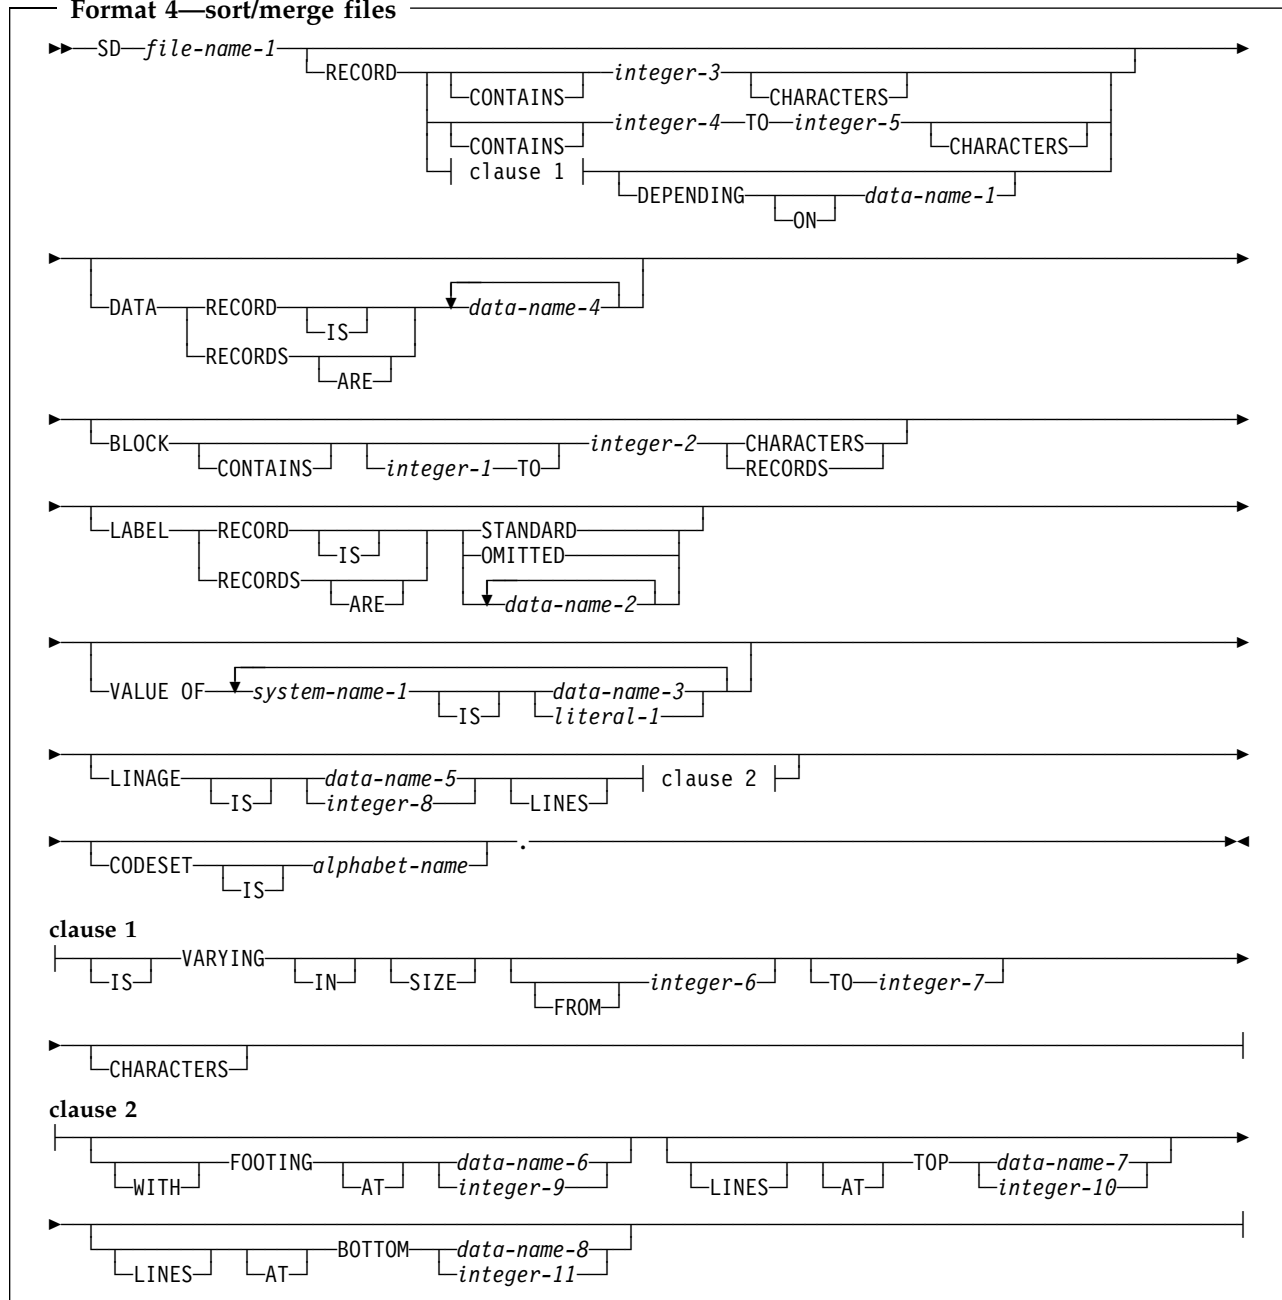 Format 4—sort/merge files
SD file-name-1
RECORD integer-3
CONTAINS CHARACTERS
integer-4 TO integer-5
CONTAINS CHARACTERS
clause 1
DEPENDING data-name-1
ON
DATA RECORD data-name-4
IS
RECORDS
ARE
BLOCK integer-2 CHARACTERS
CONTAINS integer-1 TO RECORDS
LABEL RECORD STANDARD
IS OMITTED
RECORDS
ARE data-name-2
VALUE OF system-name-1 data-name-3
IS literal-1
LINAGE data-name-5 clause 2
IS integer-8 LINES
.
CODESET alphabet-name
IS
clause 1
VARYING
IS IN SIZE integer-6 TO integer-7
FROM
CHARACTERS
clause 2
FOOTING data-name-6 TOP data-name-7
WITH AT integer-9 LINES AT integer-10
BOTTOM data-name-8
LINES AT integer-11